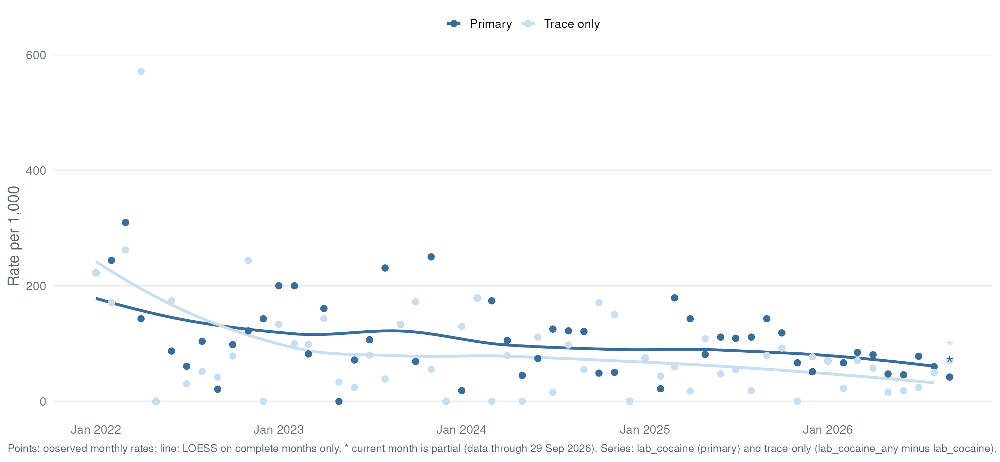 Primary Trace only
600
400
200
0
Rate per 1,000
*
*
Jan 2022 Jan 2023 Jan 2024 Jan 2025 Jan 2026
Points: observed monthly rates; line: LOESS on complete months only. * current month is partial (data through 29 Sep 2026). Series: lab_cocaine (primary) and trace-only (lab_cocaine_any minus lab_cocaine).